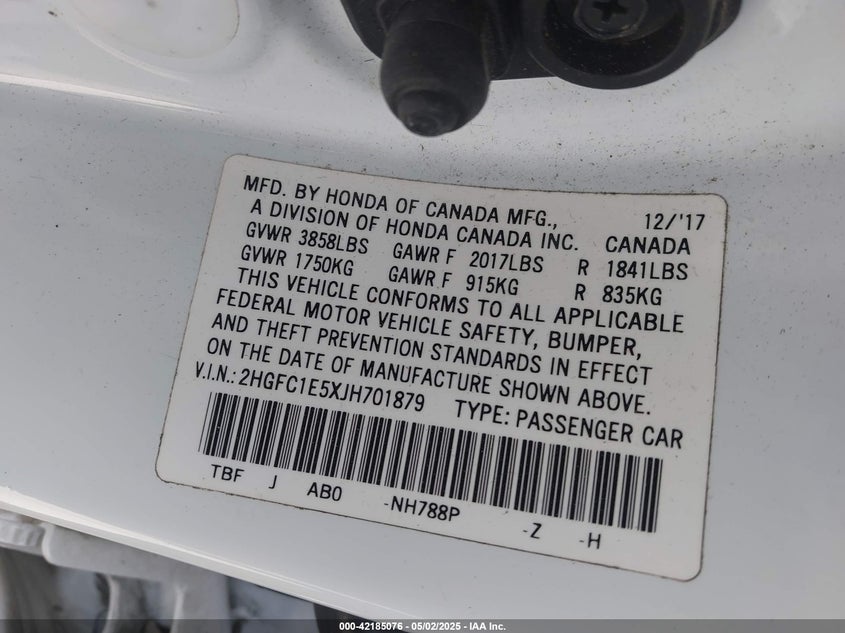 MFD. BY HONDA OF CANADA MFG., 12/'17
A DIVISION OF HONDA CANADA INC. CANADA
GVWR 3858LBS GAWR F 2017LBS R 1841LBS
GVWR 1750KG GAWR F 915KG R 835KG
THIS VEHICLE CONFORMS TO ALL APPLICABLE
FEDERAL MOTOR VEHICLE SAFETY, BUMPER,
AND THEFT PREVENTION STANDARDS IN EFFECT
ON THE DATE OF MANUFACTURE SHOWN ABOVE.
V.I.N.: 2HGFC1E5XJH701879 TYPE: PASSENGER CAR
TBF J AB0 -NH788P -Z -H
000-42185076 - 05/02/2025 - IAA Inc.